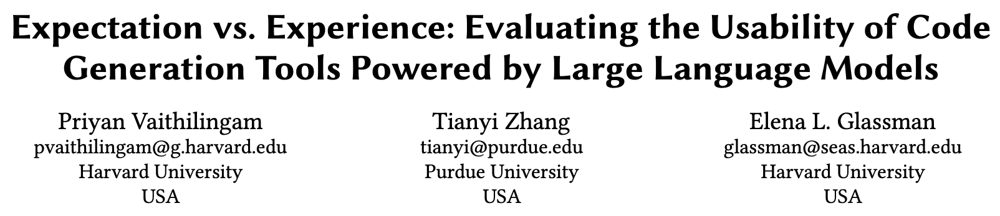 Expectation vs. Experience: Evaluating the Usability of Code
Generation Tools Powered by Large Language Models
Priyan Vaithilingam
pvaithilingam@g.harvard.edu
Harvard University
USA
Tianyi Zhang
tianyi@purdue.edu
Purdue University
USA
Elena L. Glassman
glassman@seas.harvard.edu
Harvard University
USA